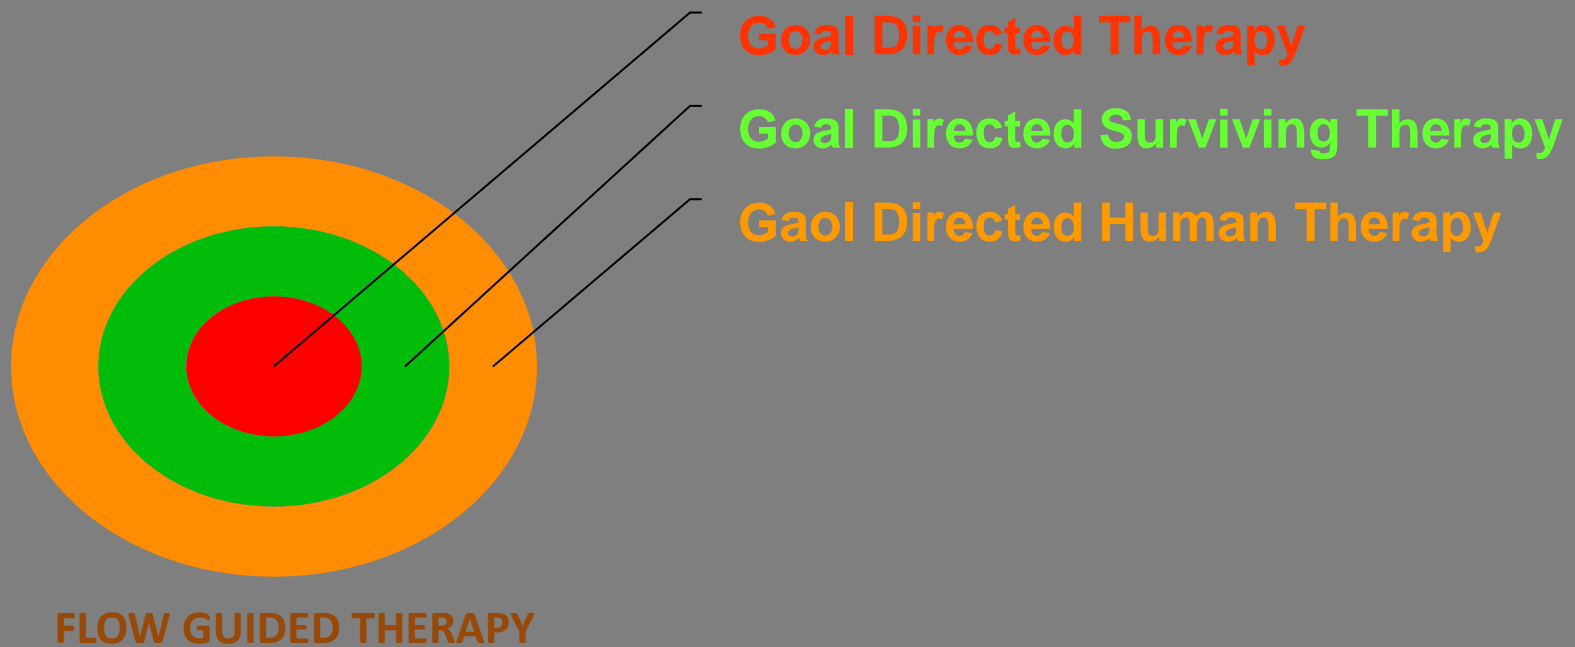 Goal Directed Therapy
Goal Directed Surviving Therapy
Gaol Directed Human Therapy
FLOW GUIDED THERAPY